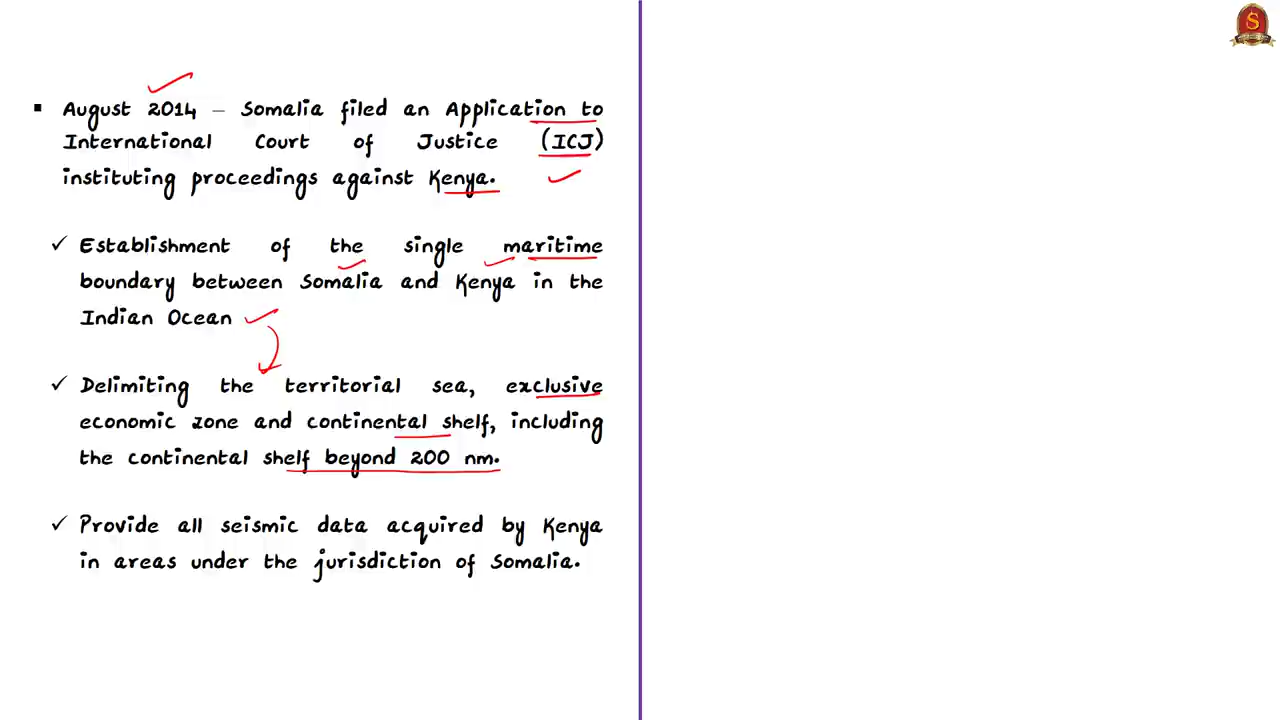 ▪ August 2014 – Somalia filed an Application to
International Court of Justice (ICJ)
instituting proceedings against Kenya.
✓ Establishment of the single maritime
boundary between Somalia and Kenya in the
Indian Ocean
✓ Delimiting the territorial sea, exclusive
economic zone and continental shelf, including
the continental shelf beyond 200 nm.
✓ Provide all seismic data acquired by Kenya
in areas under the jurisdiction of Somalia.
S